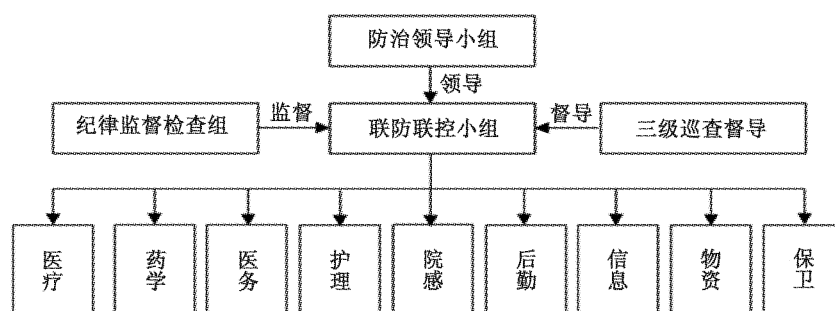 防治领导小组
领导
纪律监督检查组
监督
联防联控小组
督导
三级巡查督导
医疗
药学
医务
护理
院感
后勤
信息
物资
保卫